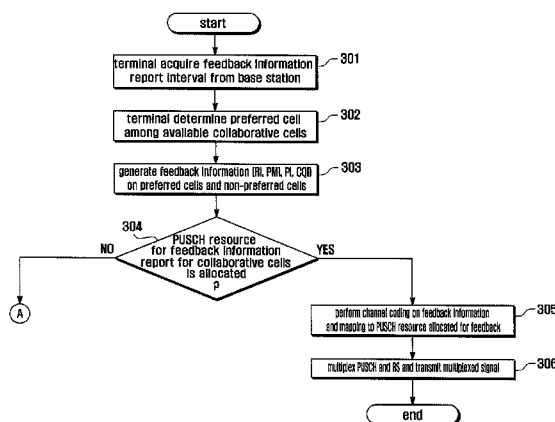 start
terminal acquire feedback information
report interval from base station
301
terminal determine preferred cell
among available collaborative cells
302
generate feedback information (RI, PMI, PI, CQI)
on preferred cells and non-preferred cells
303
304
PUSCH resource
for feedback information
report for collaborative cells
is allocated
?
NO
YES
A
perform channel coding on feedback information
and mapping to PUSCH resource allocated for feedback
305
multiplex PUSCH and RS and transmit multiplexed signal
306
end